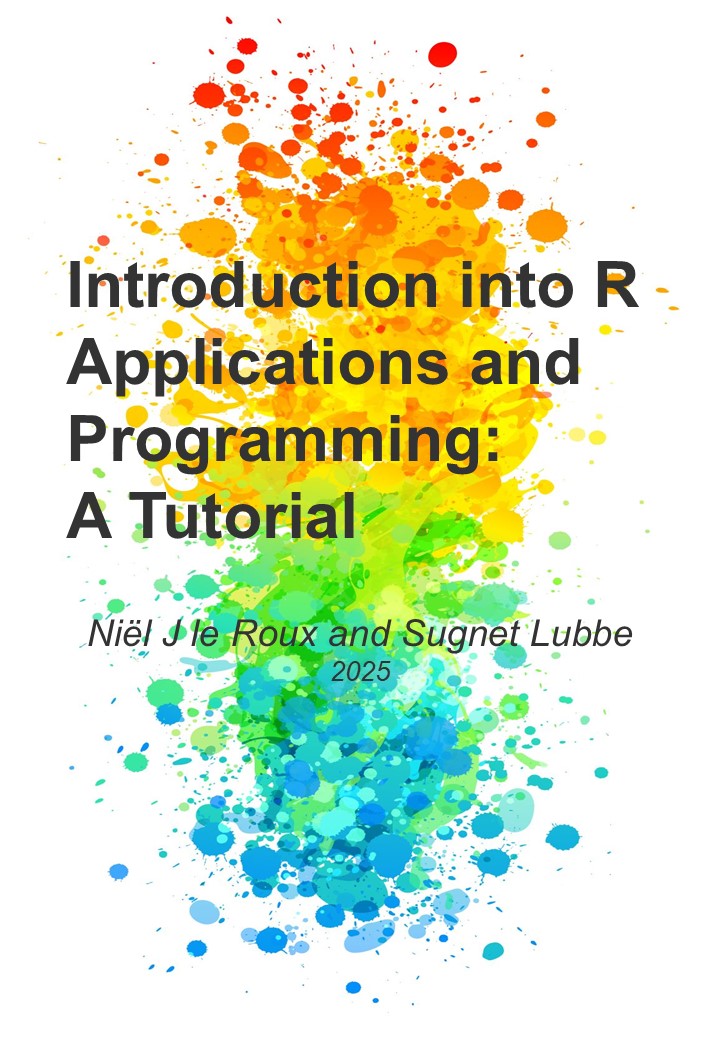 Introduction into R
Applications and
Programming:
A Tutorial
Niël J le Roux and Sugnet Lubbe
2025